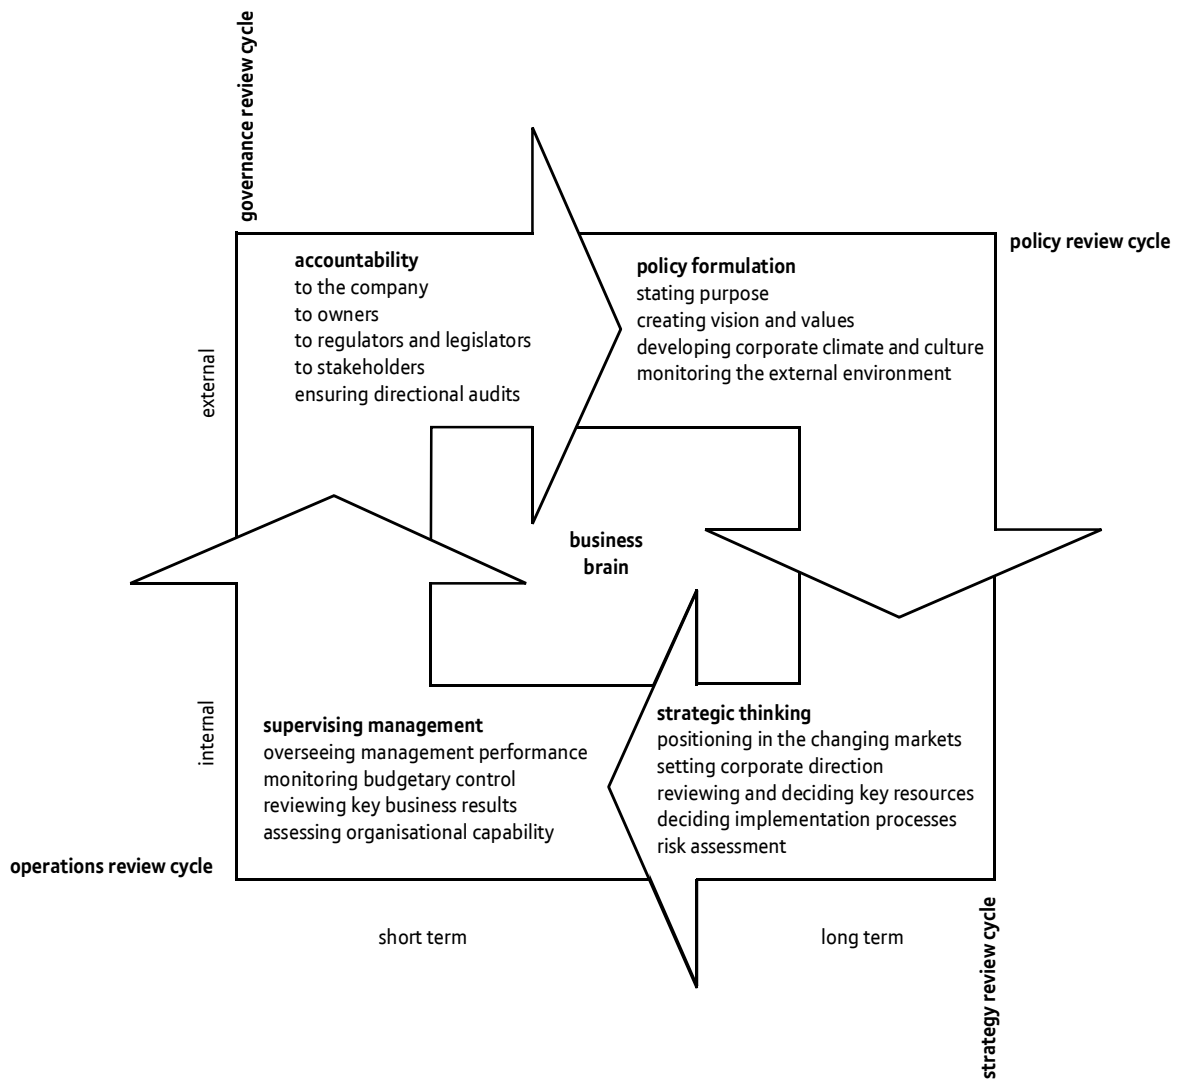 governance review cycle
policy review cycle
accountability
to the company
to owners
to regulators and legislators
to stakeholders
ensuring directional audits
policy formulation
stating purpose
creating vision and values
developing corporate climate and culture
monitoring the external environment
external
business
brain
internal
supervising management
overseeing management performance
monitoring budgetary control
reviewing key business results
assessing organisational capability
strategic thinking
positioning in the changing markets
setting corporate direction
reviewing and deciding key resources
deciding implementation processes
risk assessment
operations review cycle
short term
long term
strategy review cycle